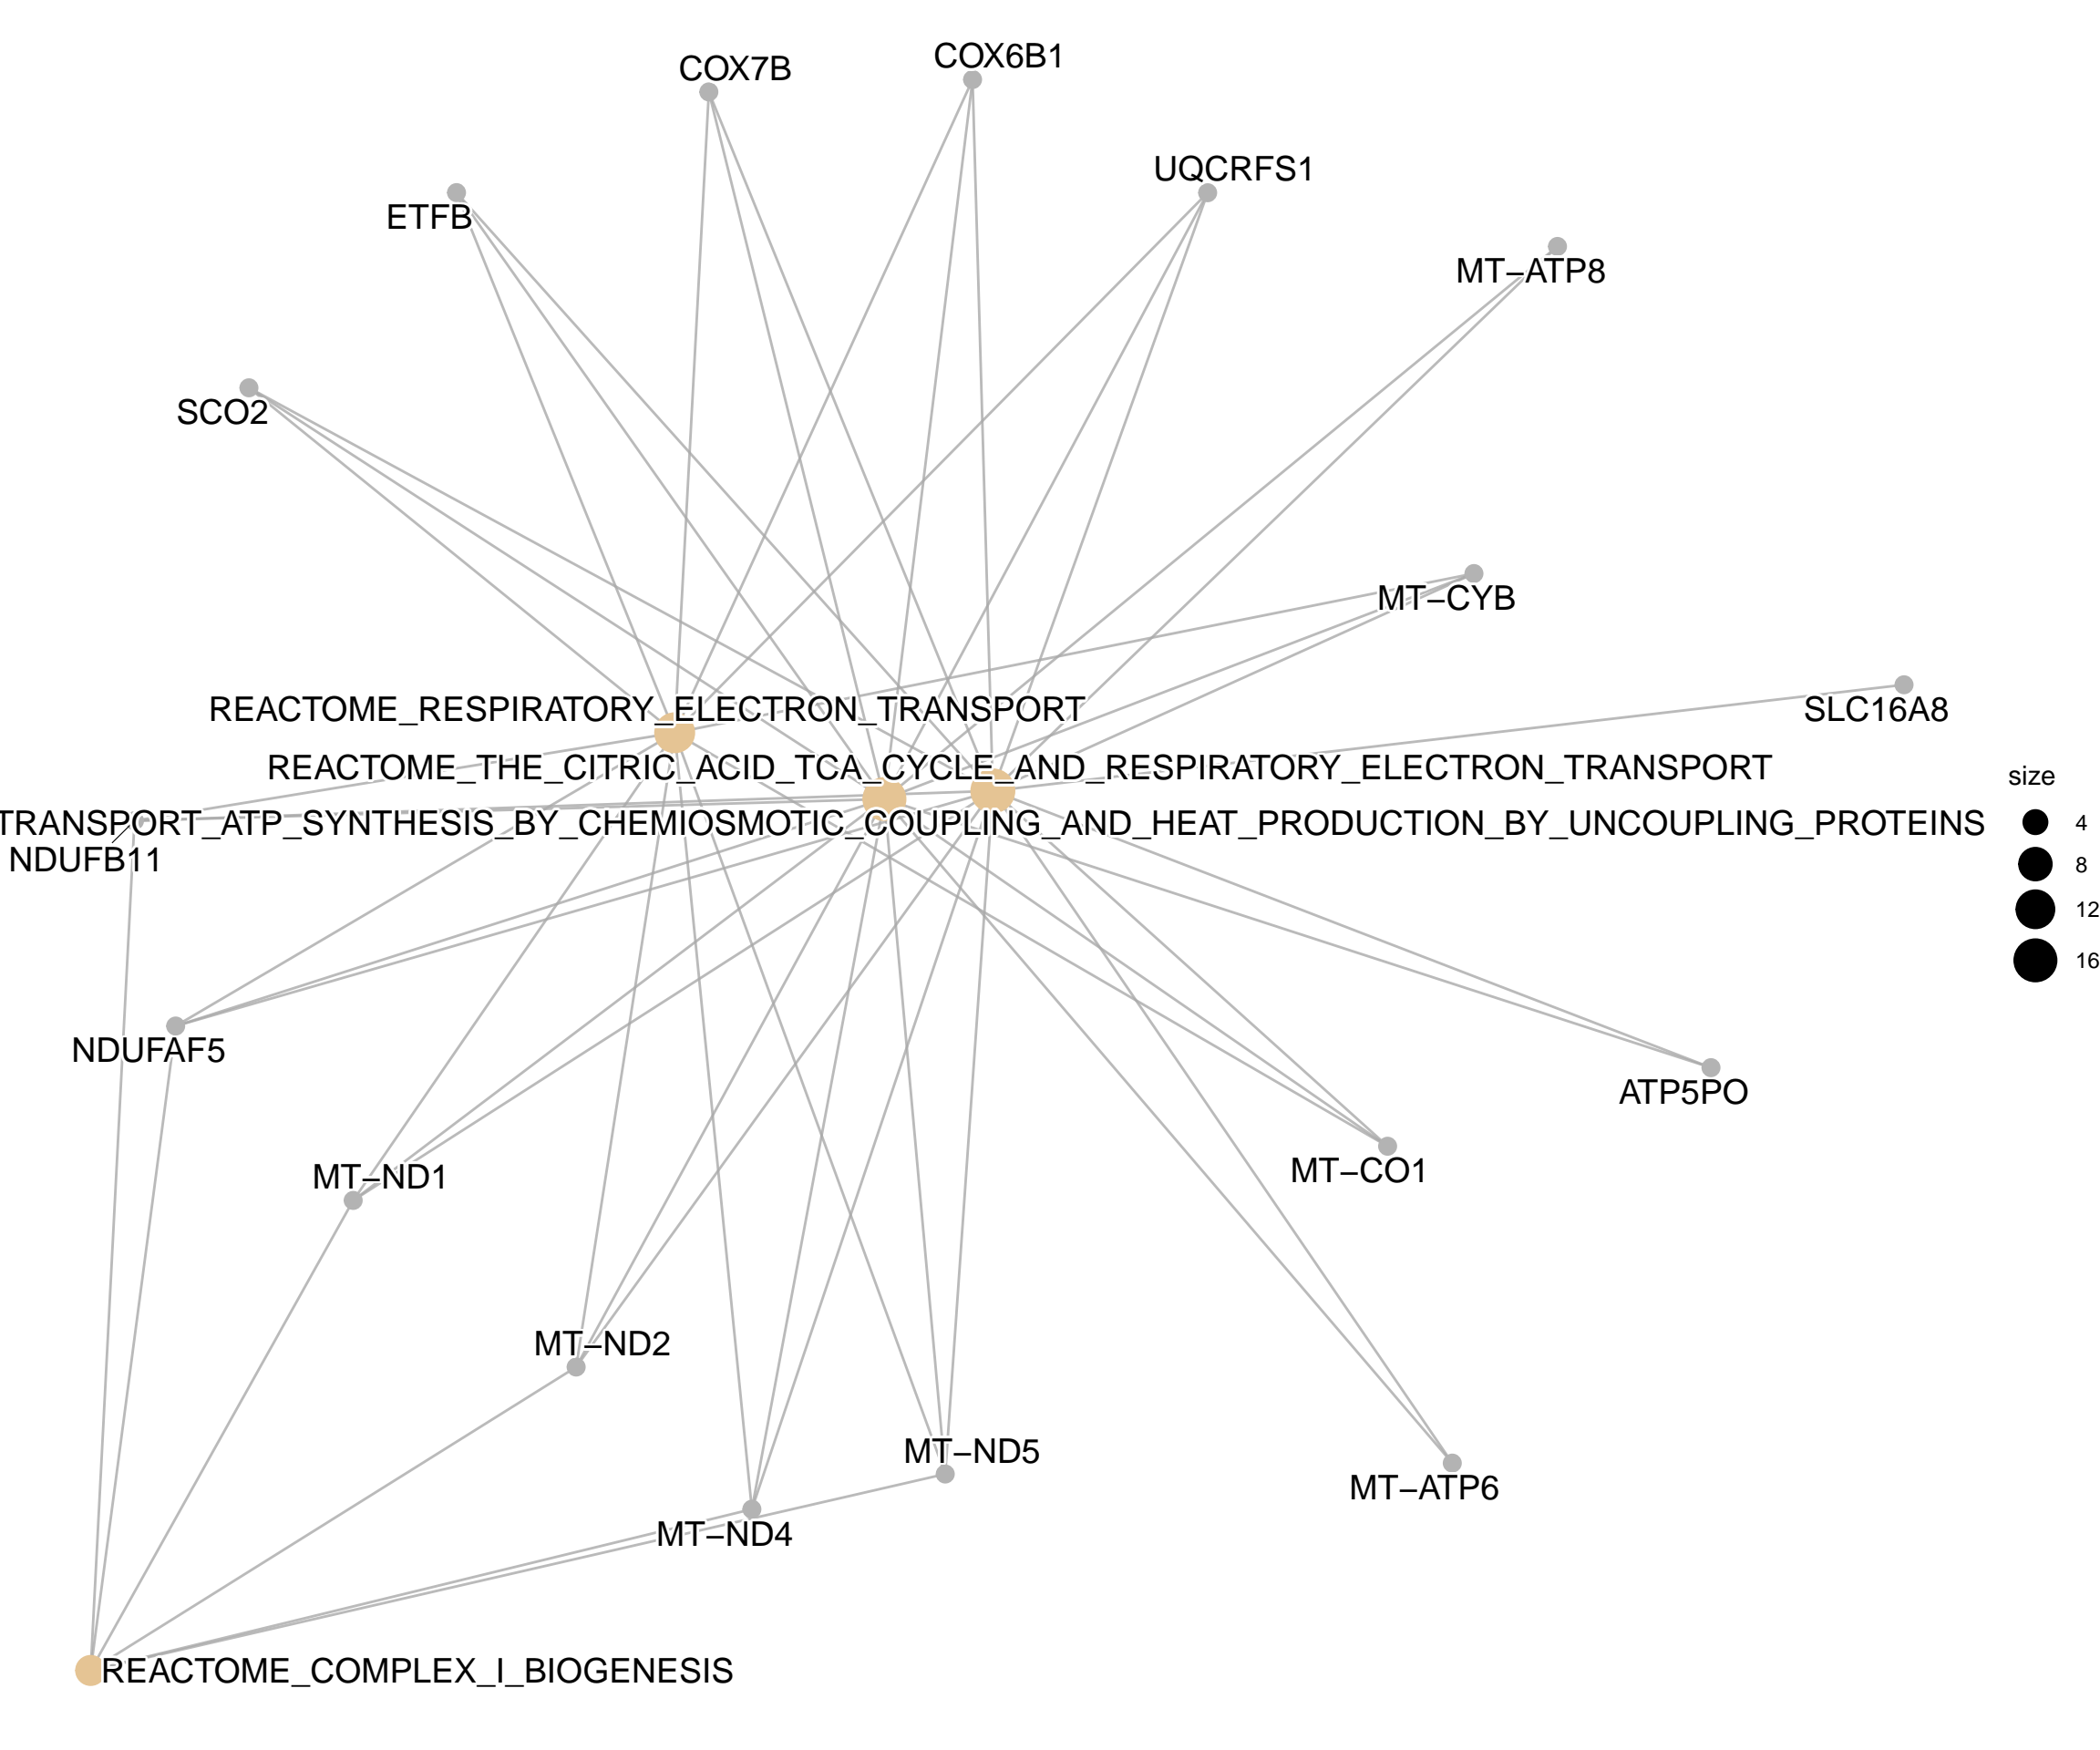 COX6B1
COX7B
UQCRFS1
ETFB
MT−ATP8
SCO2
MT−CYB
REACTOME_RESPIRATORY_ELECTRON_TRANSPORT
SLC16A8
REACTOME_THE_CITRIC_ACID_TCA_CYCLE_AND_RESPIRATORY_ELECTRON_TRANSPORT
size
TRANSPORT_ATP_SYNTHESIS_BY_CHEMIOSMOTIC_COUPLING_AND_HEAT_PRODUCTION_BY_UNCOUPLING_PROTEINS
4
NDUFB11
8
12
16
NDUFAF5
ATP5PO
MT−CO1
MT−ND1
MT−ND2
MT−ND5
MT−ATP6
MT−ND4
REACTOME_COMPLEX_I_BIOGENESIS